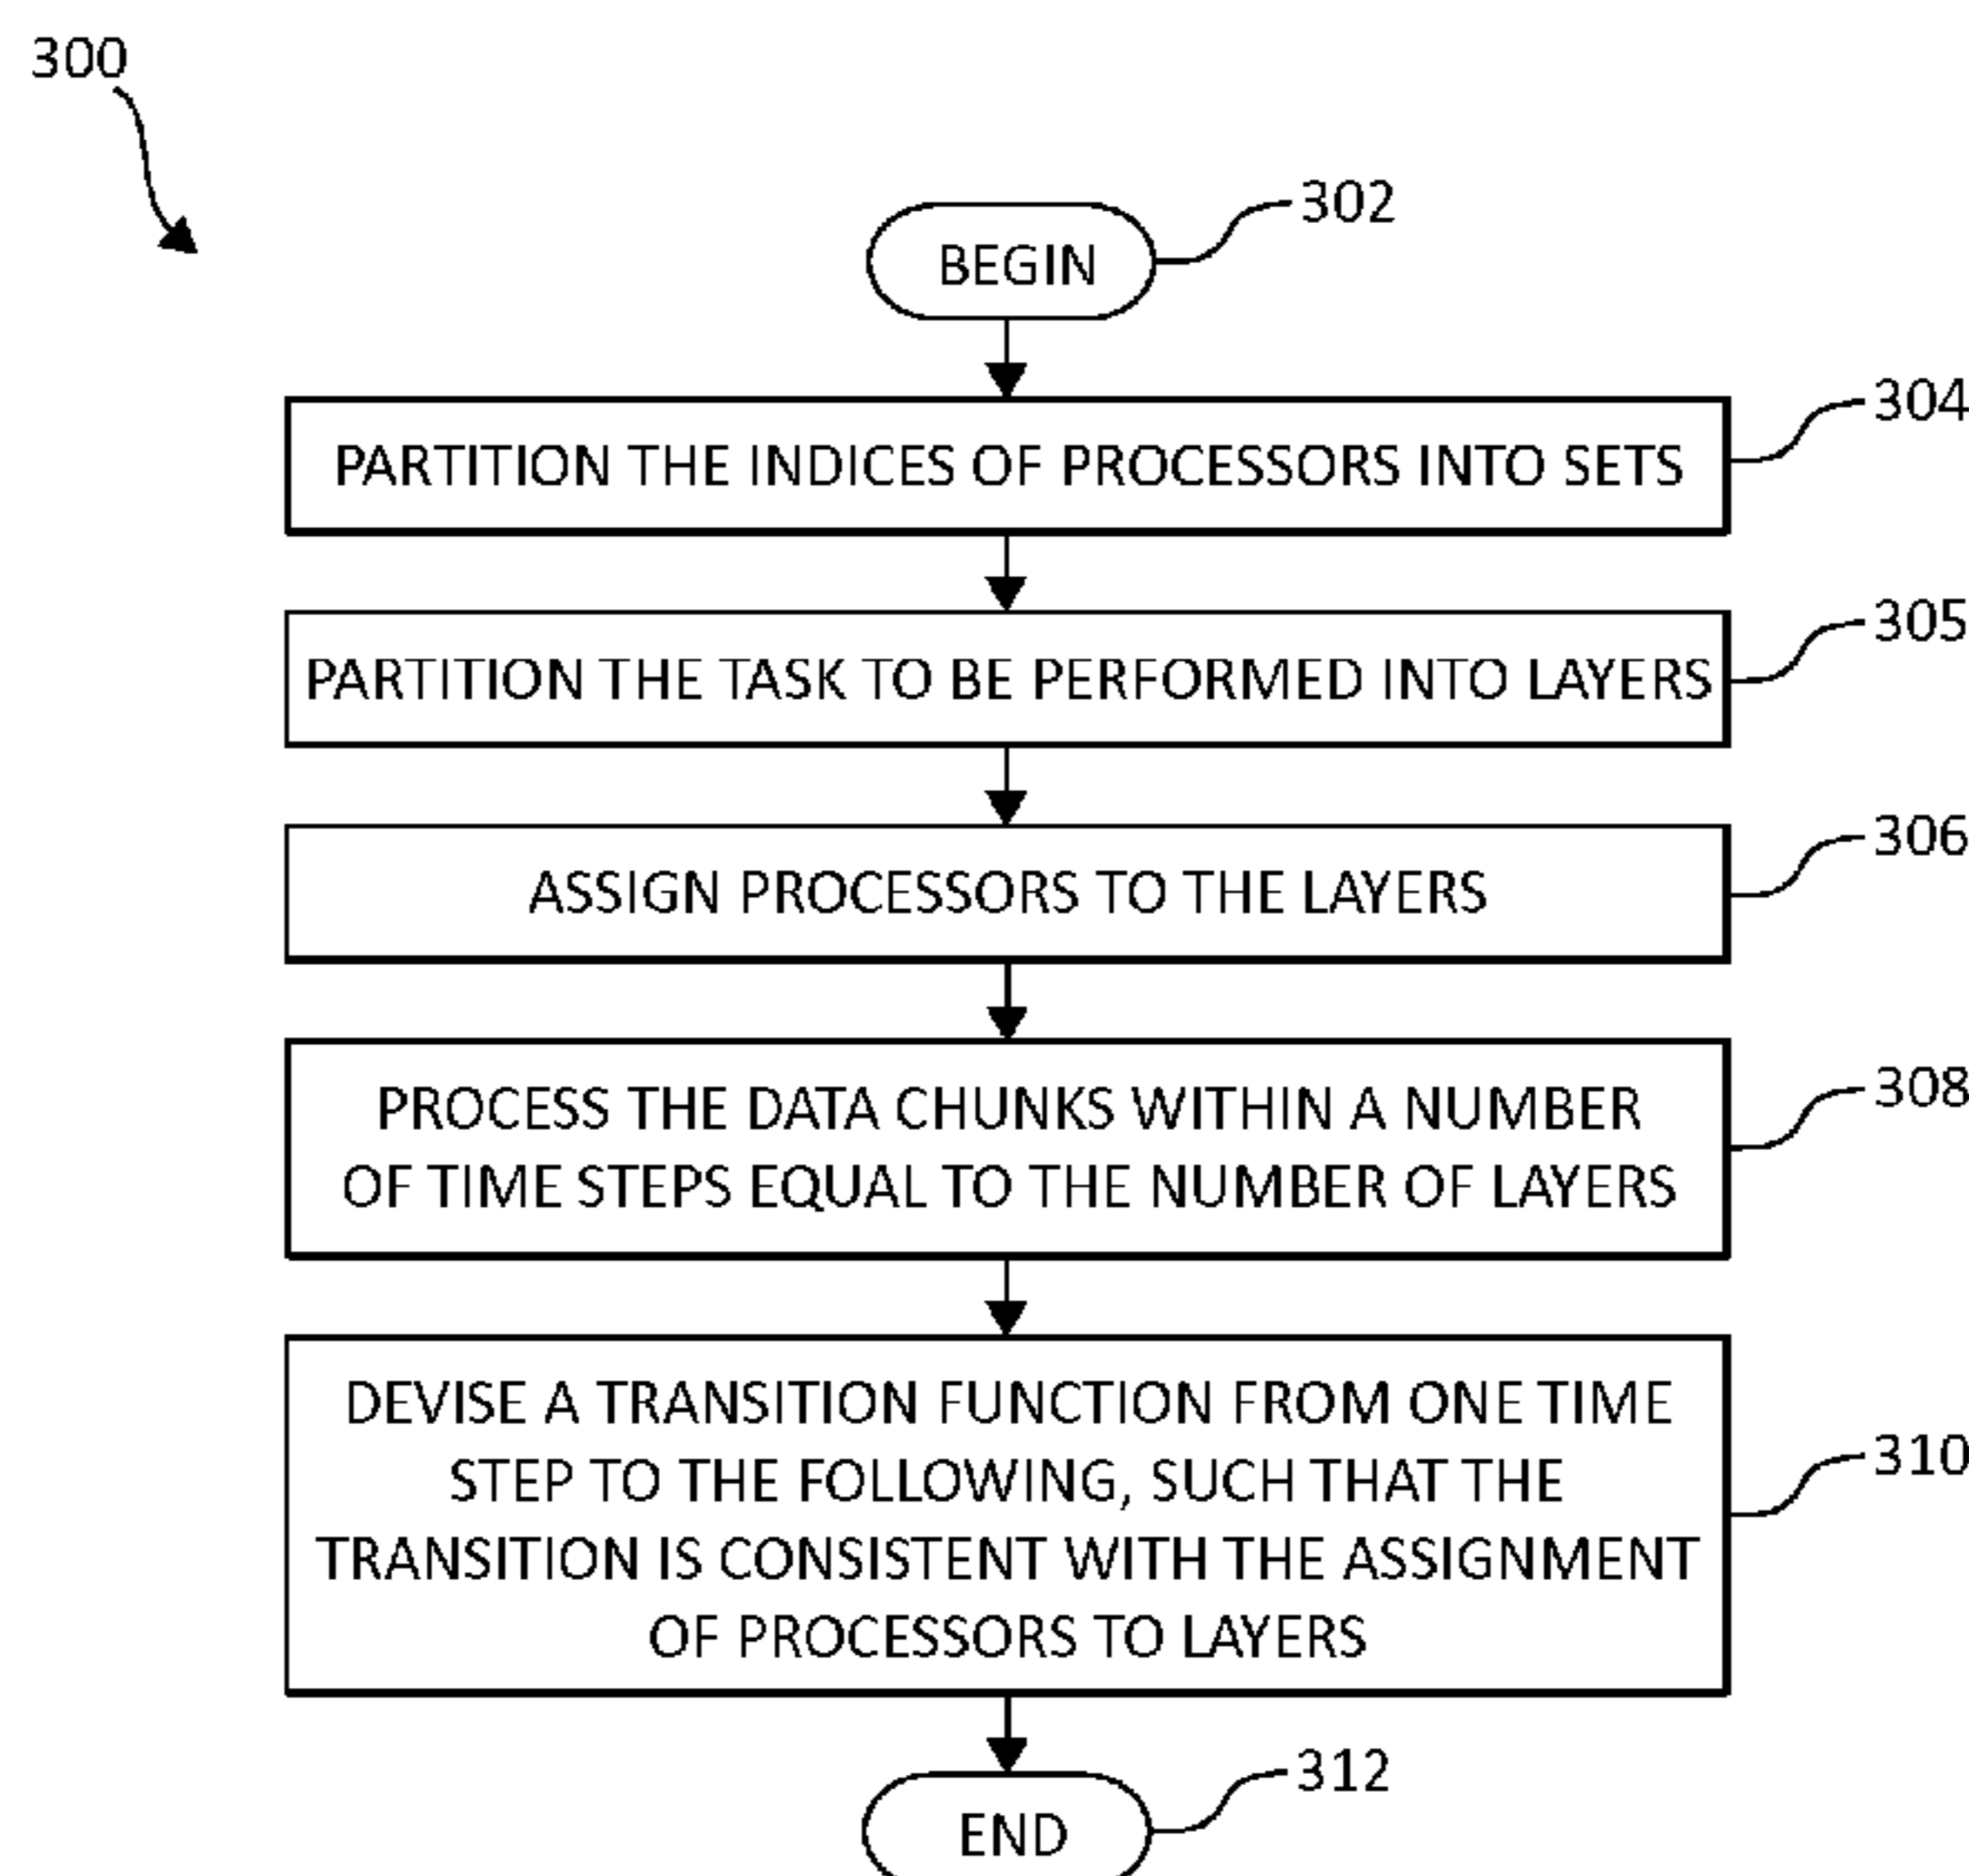 300
302
BEGIN
304
PARTITION THE INDICES OF PROCESSORS INTO SETS
305
PARTITION THE TASK TO BE PERFORMED INTO LAYERS
306
ASSIGN PROCESSORS TO THE LAYERS
308
PROCESS THE DATA CHUNKS WITHIN A NUMBER
OF TIME STEPS EQUAL TO THE NUMBER OF LAYERS
DEVISE A TRANSITION FUNCTION FROM ONE TIME
STEP TO THE FOLLOWING, SUCH THAT THE
TRANSITION IS CONSISTENT WITH THE ASSIGNMENT
OF PROCESSORS TO LAYERS
310
312
END